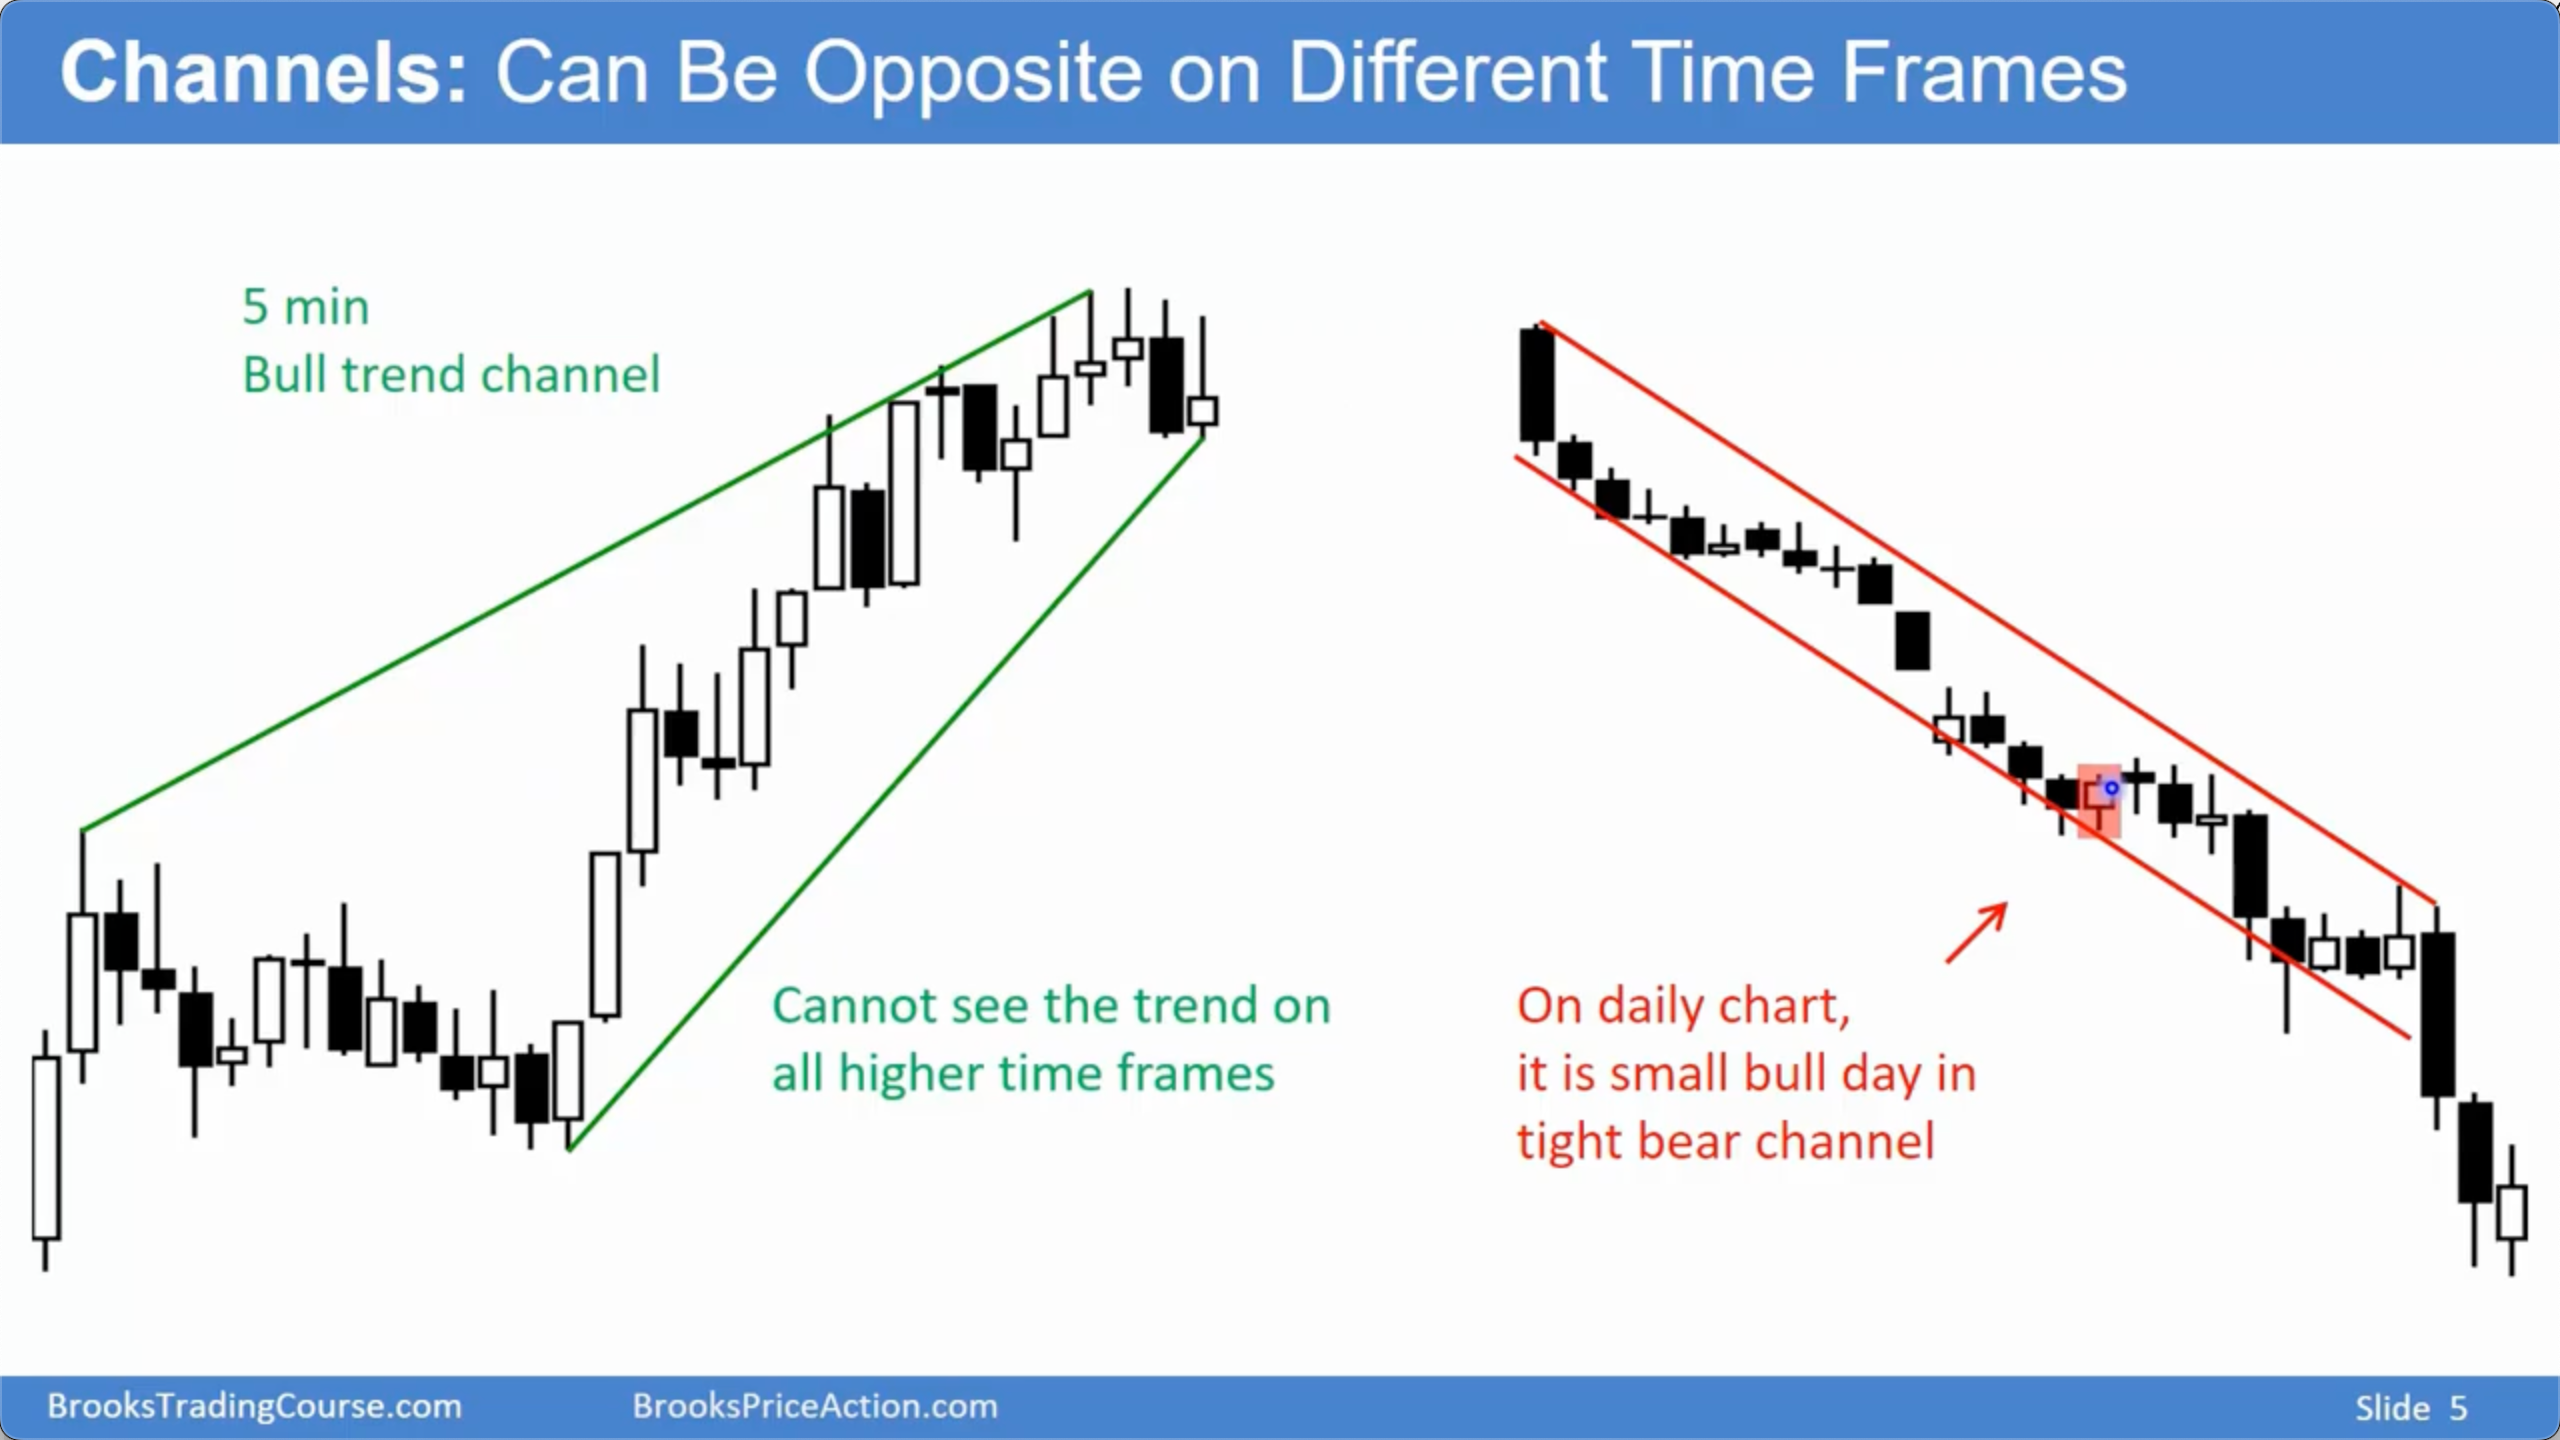 Channels: Can Be Opposite on Different Time Frames
5 min
Bull trend channel
Cannot see the trend on
all higher time frames
On daily chart,
it is small bull day in
tight bear channel
BrooksTradingCourse.com
BrooksPriceAction.com
Slide 5